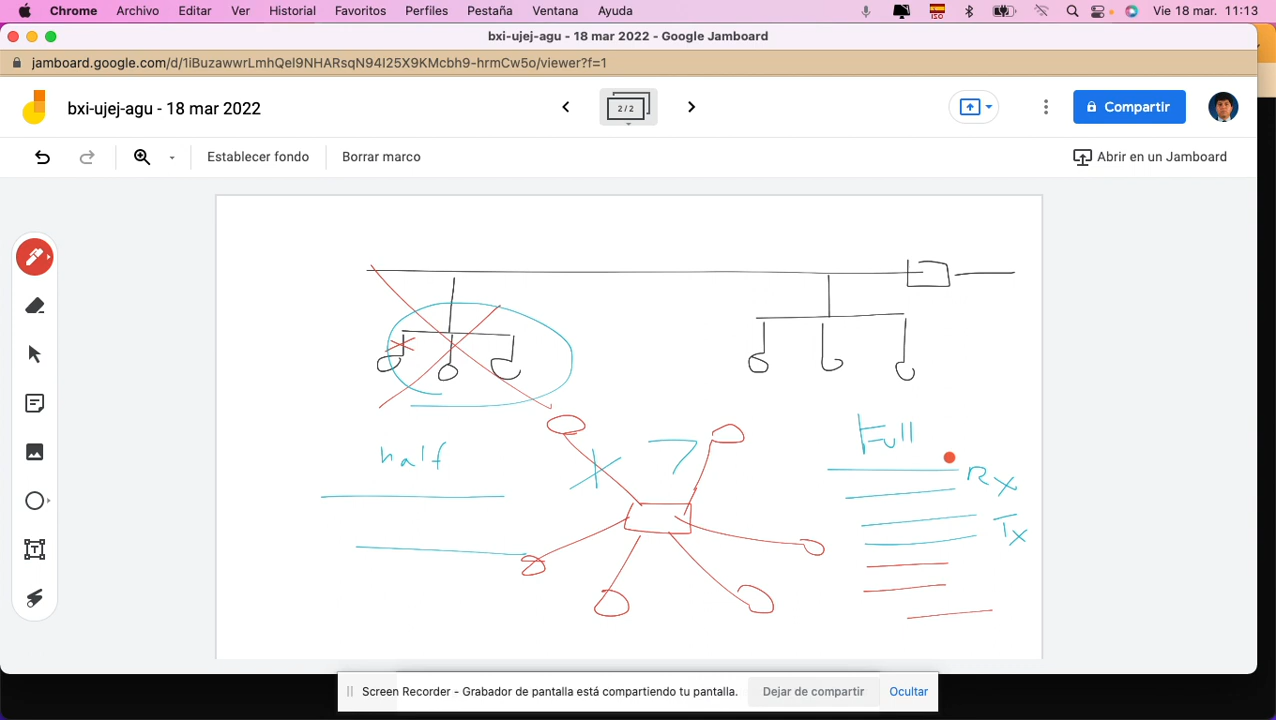 Chrome Archivo Editar Ver Historial Favoritos Perfiles Pestaña Ventana Ayuda ISO Vie 18 mar. 11:13
bxi-ujej-agu - 18 mar 2022 - Google Jamboard
jamboard.google.com/d/1iBuzawwrLmhQel9NHARsqN94I25X9KMcbh9-hrmCw5o/viewer?f=1
bxi-ujej-agu - 18 mar 2022
2/2
Compartir
Establecer fondo
Borrar marco
Abrir en un Jamboard
Full
half
Rx
Tx
Screen Recorder - Grabador de pantalla está compartiendo tu pantalla.
Dejar de compartir
Ocultar